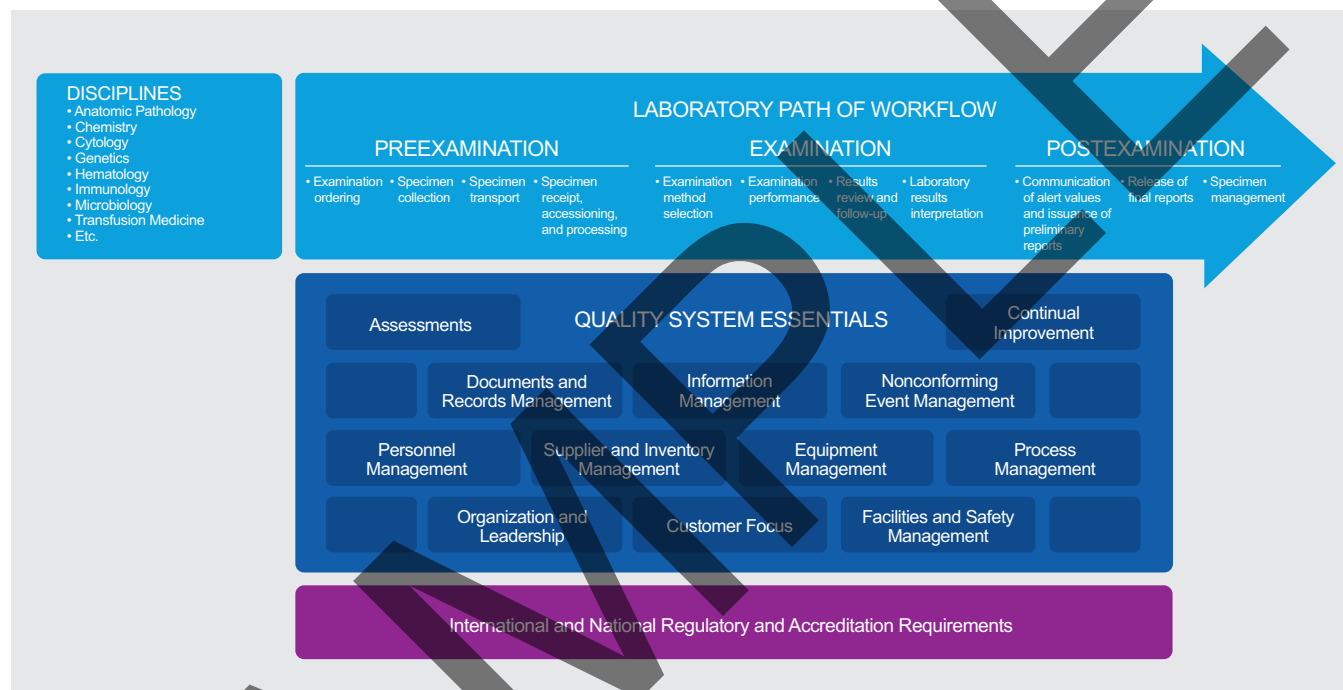 DISCIPLINES
• Anatomic Pathology
• Chemistry
• Cytology
• Genetics
• Hematology
• Immunology
• Microbiology
• Transfusion Medicine
• Etc.
LABORATORY PATH OF WORKFLOW
PREEXAMINATION
• Examination
ordering
• Specimen
collection
• Specimen
transport
• Specimen
receipt,
accessioning,
and processing
EXAMINATION
• Examination
method
selection
• Examination
performance
• Results
review and
follow-up
• Laboratory
results
interpretation
POSTEXAMINATION
• Communication
of alert values
and issuance of
preliminary
reports
• Release of
final reports
• Specimen
management
QUALITY SYSTEM ESSENTIALS
Assessments
Continual
Improvement
Documents and
Records Management
Information
Management
Nonconforming
Event Management
Personnel
Management
Supplier and Inventory
Management
Equipment
Management
Process
Management
Organization and
Leadership
Customer Focus
Facilities and Safety
Management
International and National Regulatory and Accreditation Requirements
MPLE